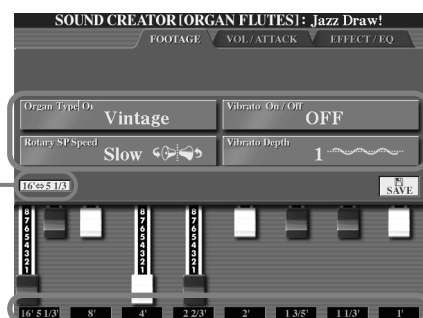 SOUND CREATOR [ORGAN FLUTES] : Jazz Draw!
FOOTAGE VOL / ATTACK EFFECT / EQ
Organ Type Vibrato On / Off
Vintage OFF
Rotary SP Speed Vibrato Depth
Slow 1
16'⇔5 1/3 SAVE
8 8 8
7 7 7
6 6 6
5 5 5
4 4 4
3 3 3
2 2 2
1 1 1
16' 5 1/3' 8' 4' 2 2/3' 2' 1 3/5' 1 1/3' 1'